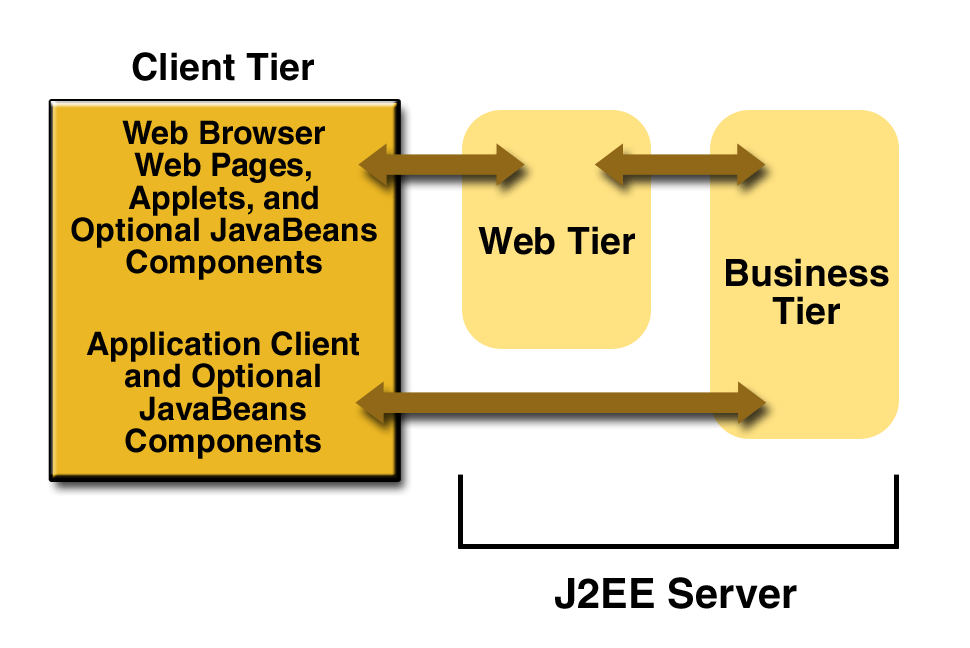 Client Tier
Web Browser
Web Pages,
Applets, and
Optional JavaBeans
Components
Application Client
and Optional
JavaBeans
Components
Web Tier
Business
Tier
J2EE Server